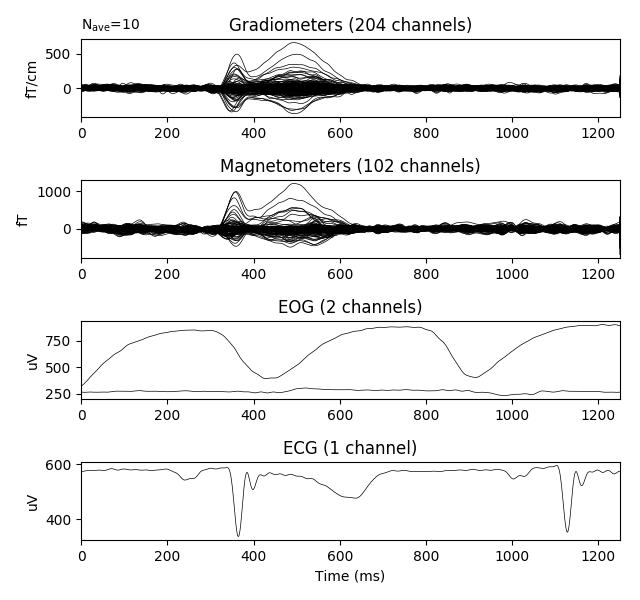 N_ave=10 Gradiometers (204 channels)
fT/cm
500
0
0 200 400 600 800 1000 1200
Magnetometers (102 channels)
fT
1000
0
0 200 400 600 800 1000 1200
EOG (2 channels)
uV
750
500
250
0 200 400 600 800 1000 1200
ECG (1 channel)
uV
600
400
0 200 400 600 800 1000 1200
Time (ms)